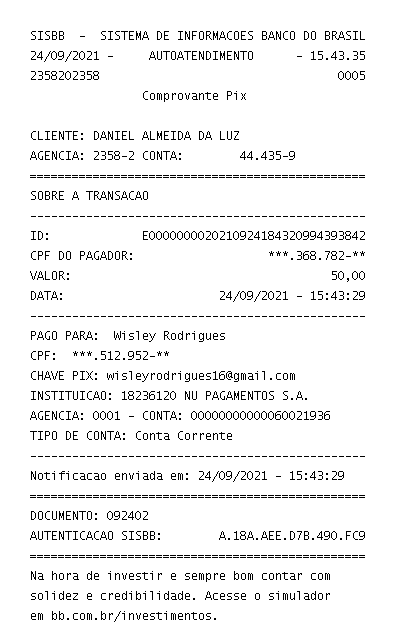 SISBB - SISTEMA DE INFORMACOES BANCO DO BRASIL
24/09/2021 - AUTOATENDIMENTO - 15.43.35
2358202358 0005
Comprovante Pix
CLIENTE: DANIEL ALMEIDA DA LUZ
AGENCIA: 2358-2 CONTA: 44.435-9
================================================
SOBRE A TRANSACAO
------------------------------------------------
ID: E0000000020210924184320994393842
CPF DO PAGADOR: ***.368.782-**
VALOR: 50,00
DATA: 24/09/2021 - 15:43:29
------------------------------------------------
PAGO PARA: Wisley Rodrigues
CPF: ***.512.952-**
CHAVE PIX: wisleyrodrigues16@gmail.com
INSTITUICAO: 18236120 NU PAGAMENTOS S.A.
AGENCIA: 0001 - CONTA: 00000000000060021936
TIPO DE CONTA: Conta Corrente
------------------------------------------------
Notificacao enviada em: 24/09/2021 - 15:43:29
================================================
DOCUMENTO: 092402
AUTENTICACAO SISBB: A.18A.AEE.D7B.490.FC9
================================================
Na hora de investir e sempre bom contar com
solidez e credibilidade. Acesse o simulador
em bb.com.br/investimentos.